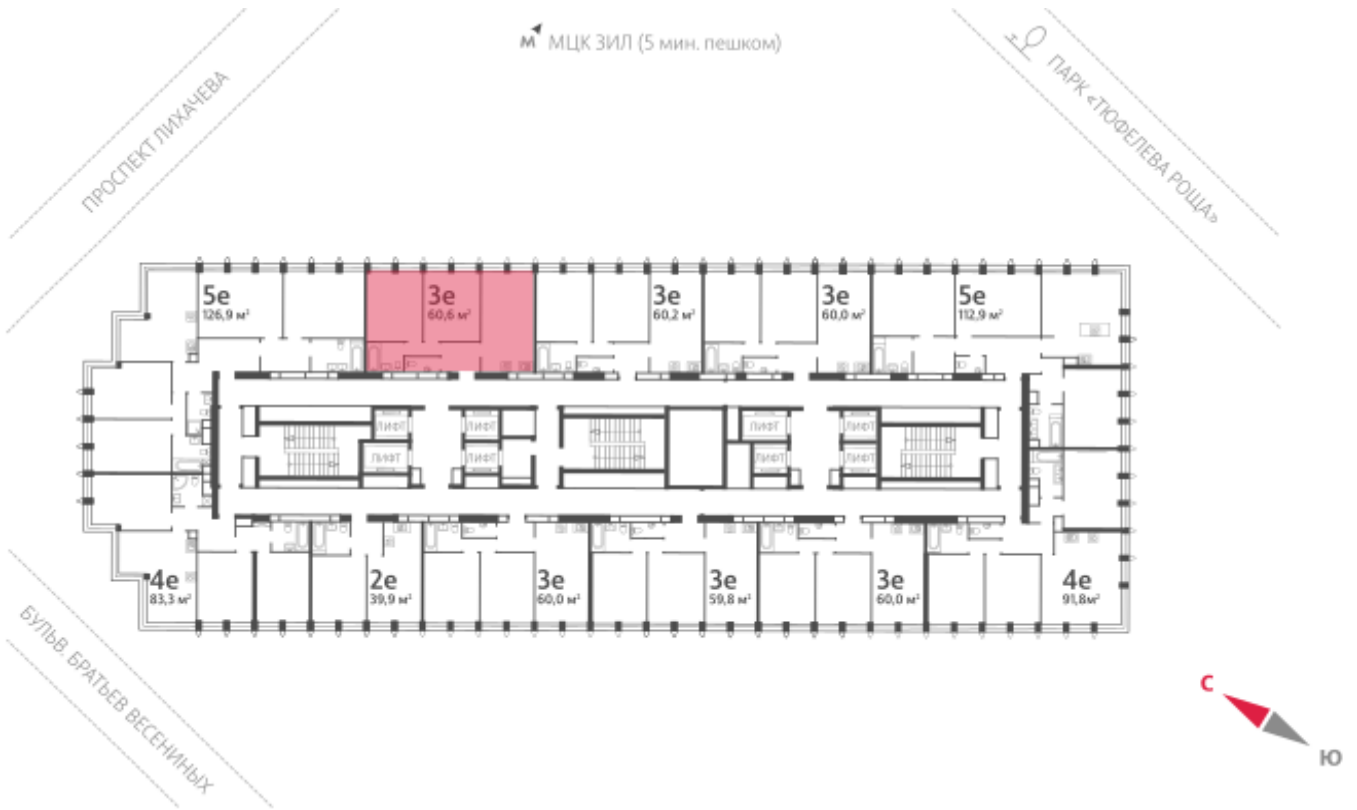 М МЦК ЗИЛ (5 мин. пешком)
ПРОСПЕКТ ЛИХАЧЕВА
ПАРК «ТЮФЕЛЕВА РОЩА»
5е
126,9 м²
3е
60,6 м²
3е
60,2 м²
3е
60,0 м²
5е
112,9 м²
ЛИФТ
ЛИФТ
ЛИФТ
ЛИФТ
ЛИФТ
ЛИФТ
ЛИФТ
ЛИФТ
4е
83,3 м²
2е
39,9 м²
3е
60,0 м²
3е
59,8 м²
3е
60,0 м²
4е
91,8м²
БУЛЬВ. БРАТЬЕВ ВЕСЕНИНЫХ
С
Ю